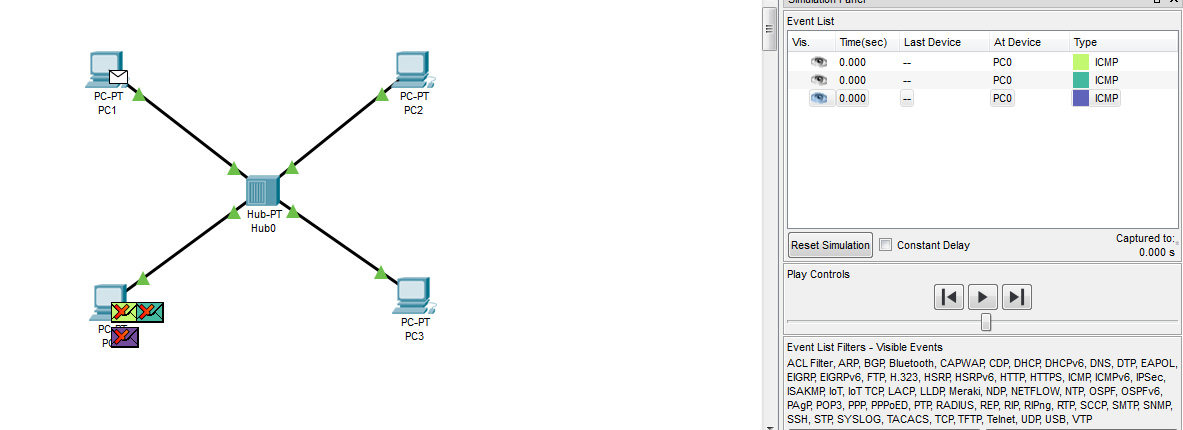 PC-PT
PC1
PC-PT
PC2
Hub-PT
Hub0
PC-PT
PC3
Simulation Panel
Event List
Vis. Time(sec) Last Device At Device Type
0.000 -- PC0 ICMP
0.000 -- PC0 ICMP
0.000 -- PC0 ICMP
Reset Simulation Constant Delay Captured to:
0.000 s
Play Controls
Event List Filters - Visible Events
ACL Filter, ARP, BGP, Bluetooth, CAPWAP, CDP, DHCP, DHCPv6, DNS, DTP, EAPOL,
EIGRP, EIGRPv6, FTP, H.323, HSRP, HSRPv6, HTTP, HTTPS, ICMP, ICMPv6, IPSec,
ISAKMP, IoT, IoT TCP, LACP, LLDP, Meraki, NDP, NETFLOW, NTP, OSPF, OSPFv6,
PAgP, POP3, PPP, PPPoED, PTP, RADIUS, REP, RIP, RIPng, RTP, SCCP, SMTP, SNMP,
SSH, STP, SYSLOG, TACACS, TCP, TFTP, Telnet, UDP, USB, VTP